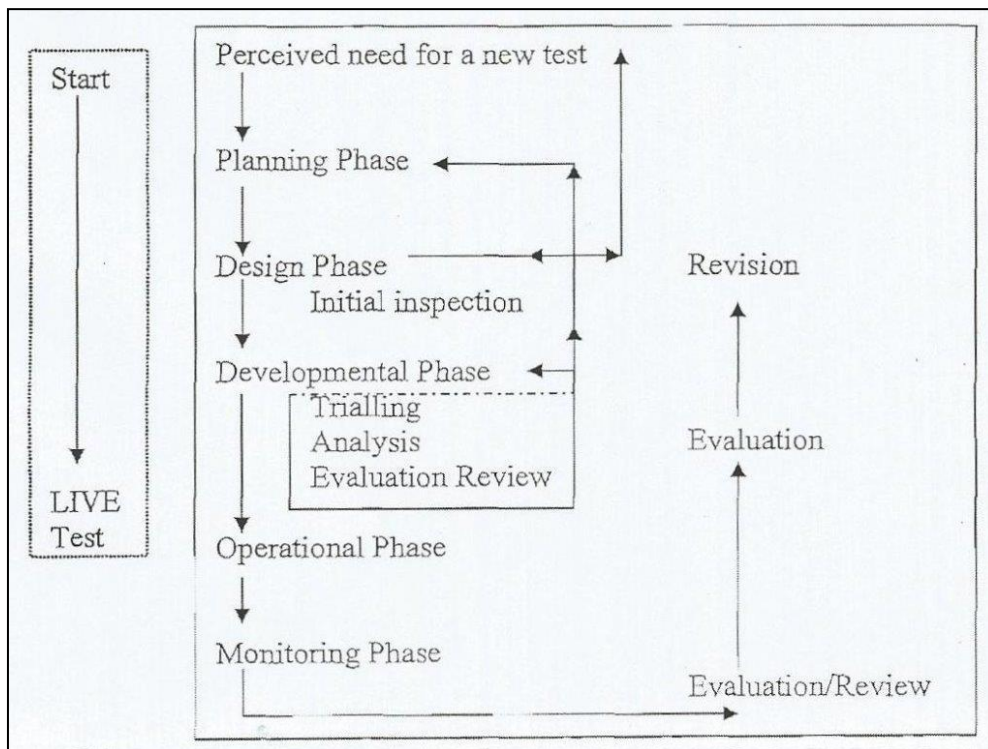 Start
LIVE
Test
Perceived need for a new test
Planning Phase
Design Phase
Initial inspection
Developmental Phase
Trialling
Analysis
Evaluation Review
Operational Phase
Monitoring Phase
Revision
Evaluation
Evaluation/Review